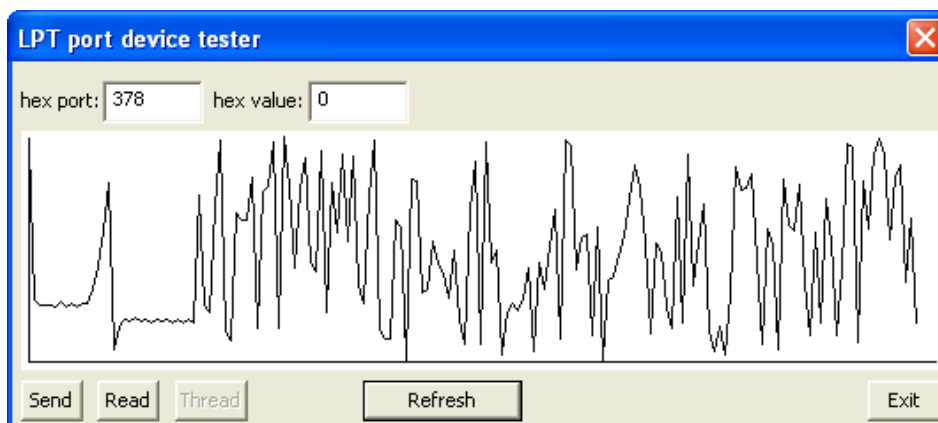 LPT port device tester
hex port: 378 hex value: 0
Send Read Thread Refresh Exit